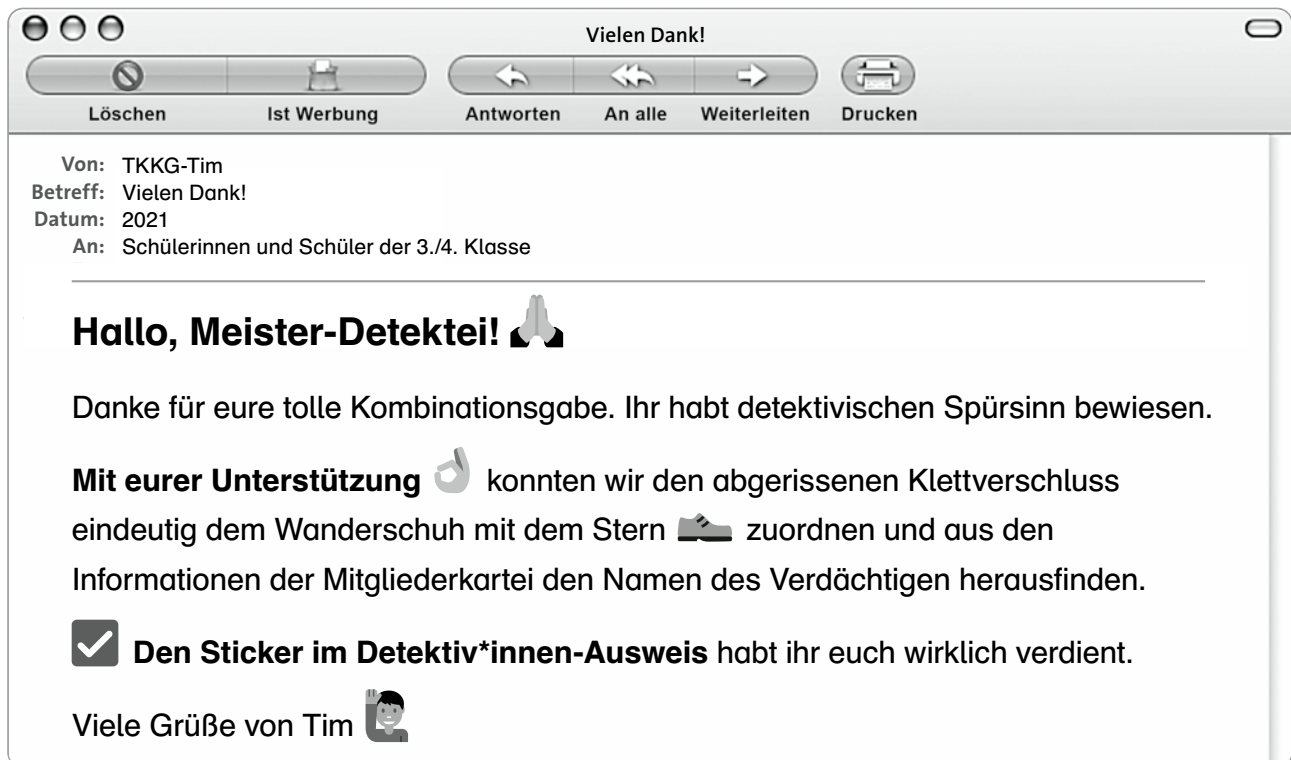 Vielen Dank!
Löschen Ist Werbung Antworten An alle Weiterleiten Drucken
Von: TKKG-Tim
Betreff: Vielen Dank!
Datum: 2021
An: Schülerinnen und Schüler der 3./4. Klasse
Hallo, Meister-Detektei!
Danke für eure tolle Kombinationsgabe. Ihr habt detektivischen Spürsinn bewiesen.
Mit eurer Unterstützung konnten wir den abgerissenen Klettverschluss
eindeutig dem Wanderschuh mit dem Stern zuordnen und aus den
Informationen der Mitgliederkartei den Namen des Verdächtigen herausfinden.
Den Sticker im Detektiv*innen-Ausweis habt ihr euch wirklich verdient.
Viele Grüße von Tim